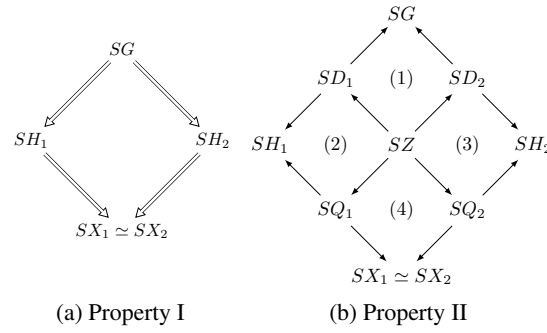 SG
SH₁ SH₂
SX₁ ≃ SX₂
(a) Property I
SG
SD₁ (1) SD₂
SH₁ (2) SZ (3) SH₂
SQ₁ (4) SQ₂
SX₁ ≃ SX₂
(b) Property II